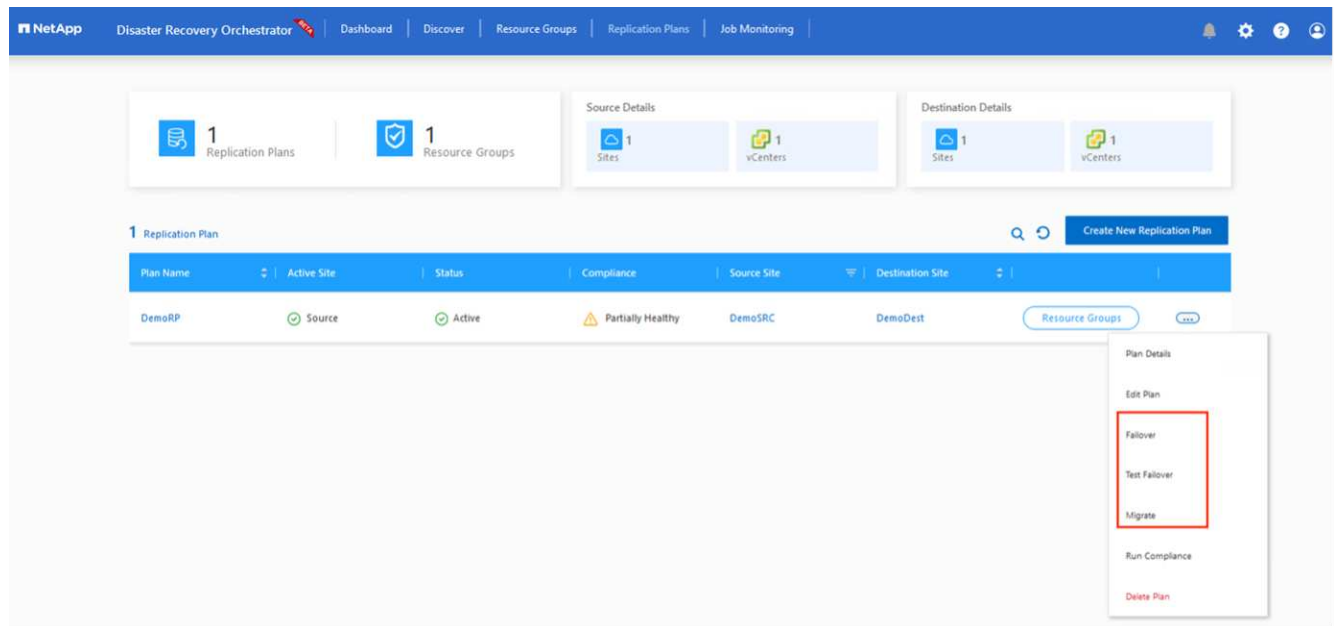 NetApp Disaster Recovery Orchestrator BETA Dashboard Discover Resource Groups Replication Plans Job Monitoring
1
Replication Plans
1
Resource Groups
Source Details
1
Sites
1
vCenters
Destination Details
1
Sites
1
vCenters
1 Replication Plan
Create New Replication Plan
Plan Name Active Site Status Compliance Source Site Destination Site
DemoRP Source Active Partially Healthy DemoSRC DemoDest Resource Groups ...
Plan Details
Edit Plan
Failover
Test Failover
Migrate
Run Compliance
Delete Plan